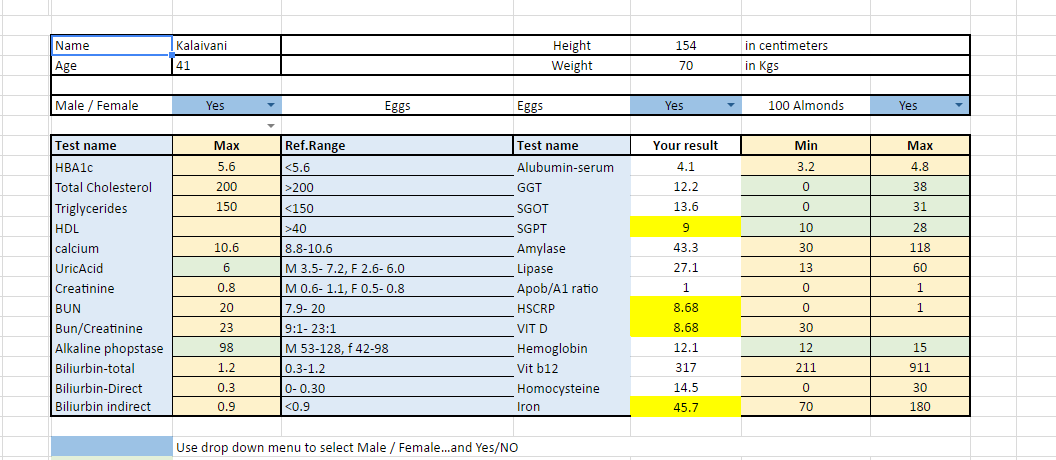 Name Kalaivani Height 154 in centimeters
Age 41 Weight 70 in Kgs
Male / Female Yes Eggs Eggs Yes 100 Almonds Yes
Test name Max Ref.Range Test name Your result Min Max
HBA1c 5.6 <5.6 Alubumin-serum 4.1 3.2 4.8
Total Cholesterol 200 >200 GGT 12.2 0 38
Triglycerides 150 <150 SGOT 13.6 0 31
HDL >40 SGPT 9 10 28
calcium 10.6 8.8-10.6 Amylase 43.3 30 118
UricAcid 6 M 3.5- 7.2, F 2.6- 6.0 Lipase 27.1 13 60
Creatinine 0.8 M 0.6- 1.1, F 0.5- 0.8 Apob/A1 ratio 1 0 1
BUN 20 7.9- 20 HSCRP 8.68 0 1
Bun/Creatinine 23 9:1- 23:1 VIT D 8.68 30
Alkaline phopstase 98 M 53-128, f 42-98 Hemoglobin 12.1 12 15
Biliurbin-total 1.2 0.3-1.2 Vit b12 317 211 911
Biliurbin-Direct 0.3 0- 0.30 Homocysteine 14.5 0 30
Biliurbin indirect 0.9 <0.9 Iron 45.7 70 180
Use drop down menu to select Male / Female...and Yes/NO